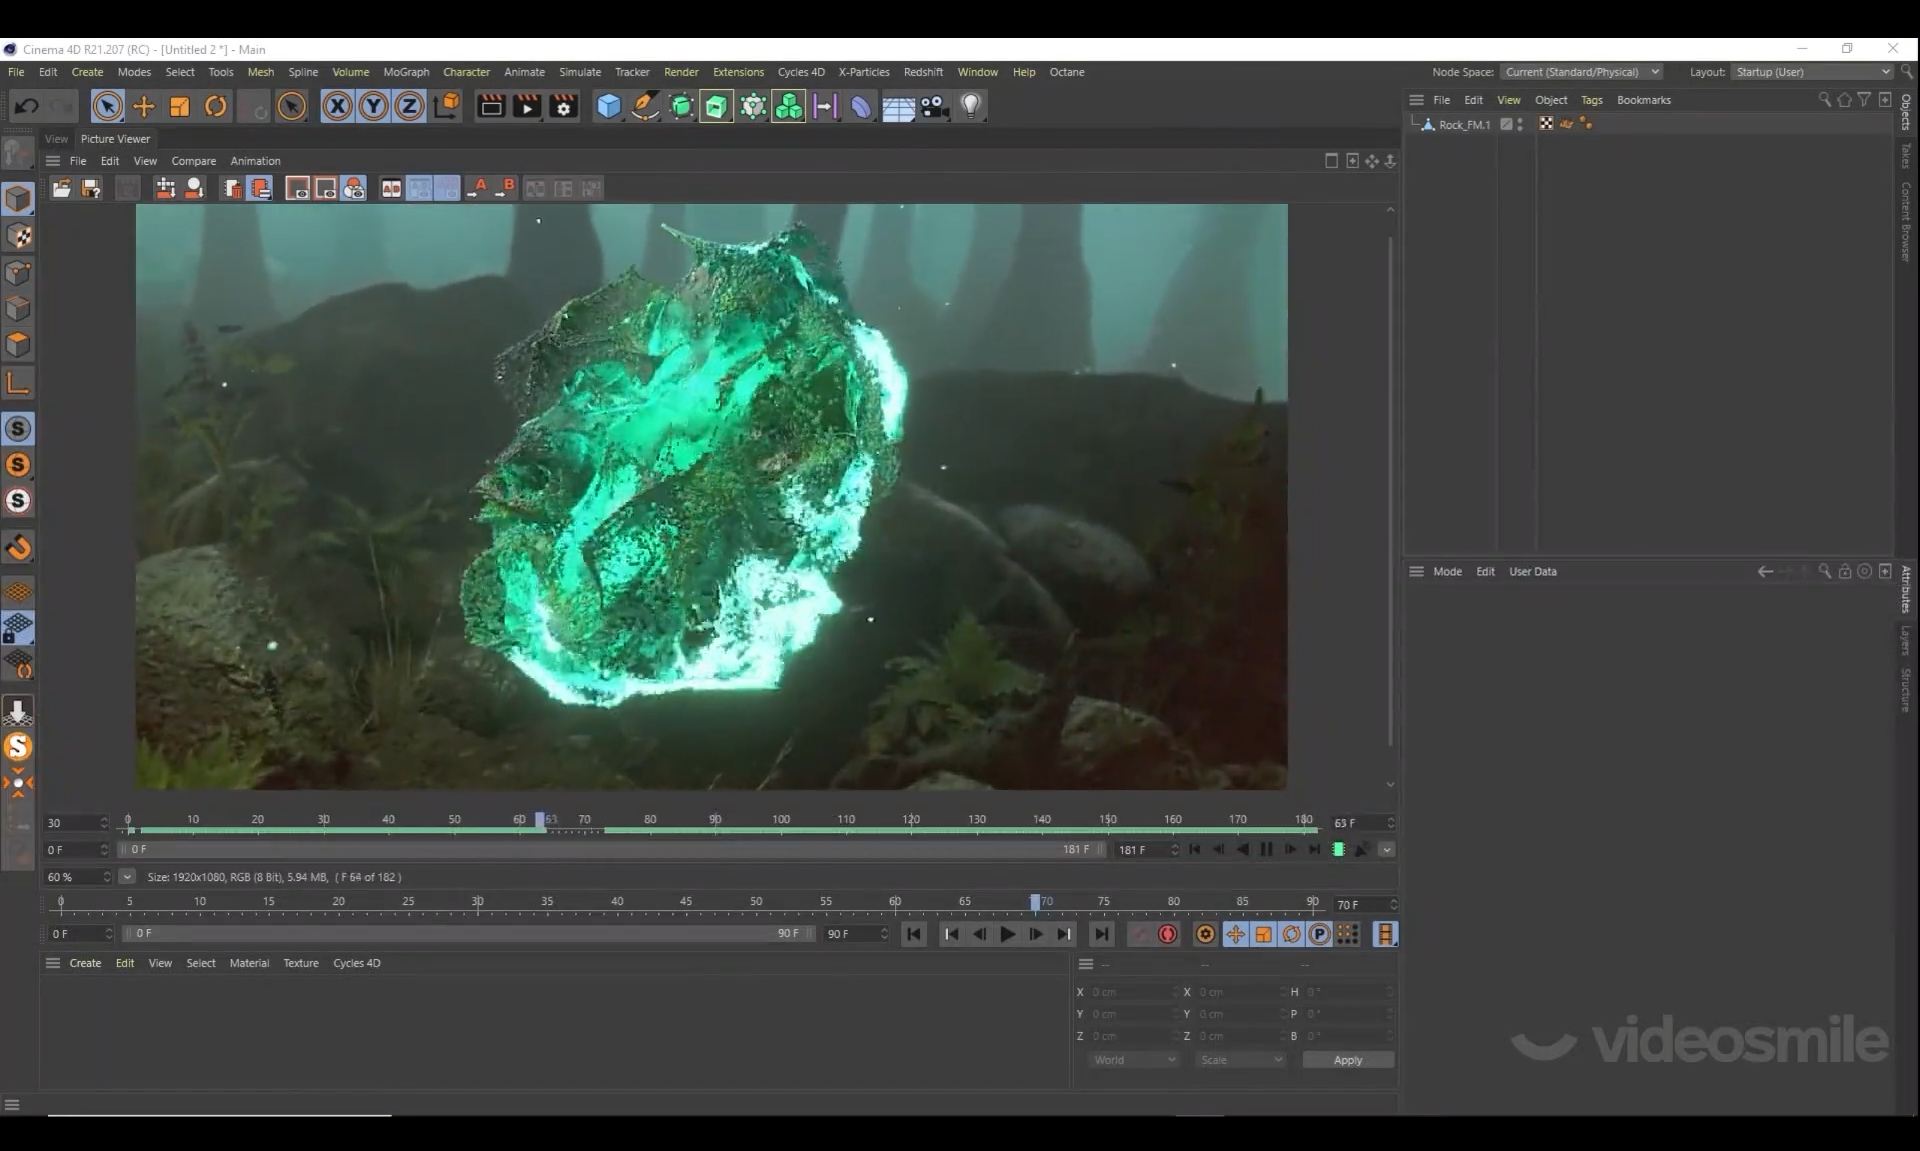 Cinema 4D R21.207 (RC) - [Untitled 2 *] - Main
File Edit Create Modes Select Tools Mesh Spline Volume MoGraph Character Animate Simulate Tracker Render Extensions Cycles 4D X-Particles Redshift Window Help Octane
Node Space: Current (Standard/Physical) Layout: Startup (User)
X Y Z
File Edit View Object Tags Bookmarks
Rock_FM.1
Objects
Takes
Content Browser
View Picture Viewer
File Edit View Compare Animation
A B
S
S
S
S
30 0 10 20 30 40 50 60 63 70 80 90 100 110 120 130 140 150 160 170 180 63 F
0 F 0 F 181 F 181 F
60 % Size: 1920x1080, RGB (8 Bit), 5.94 MB, ( F 64 of 182 )
0 5 10 15 20 25 30 35 40 45 50 55 60 65 70 75 80 85 90 70 F
0 F 0 F 90 F 90 F P
Create Edit View Select Material Texture Cycles 4D
-- -- --
X 0 cm X 0 cm H 0 °
Y 0 cm Y 0 cm P 0 °
Z 0 cm Z 0 cm B 0 °
World Scale Apply
Mode Edit User Data
Attributes
Layers
Structure
videosmile